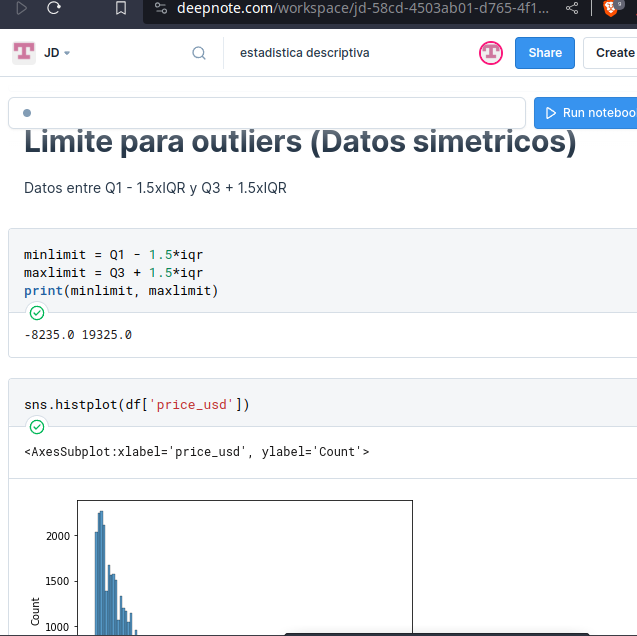 deepnote.com/workspace/jd-58cd-4503ab01-d765-4f1...
9
JD
estadistica descriptiva
Share
Create
Run noteboo
Limite para outliers (Datos simetricos)
Datos entre Q1 - 1.5xIQR y Q3 + 1.5xIQR
minlimit = Q1 - 1.5*iqr
maxlimit = Q3 + 1.5*iqr
print(minlimit, maxlimit)
-8235.0 19325.0
sns.histplot(df['price_usd'])
<AxesSubplot:xlabel='price_usd', ylabel='Count'>
2000
1500
1000
Count